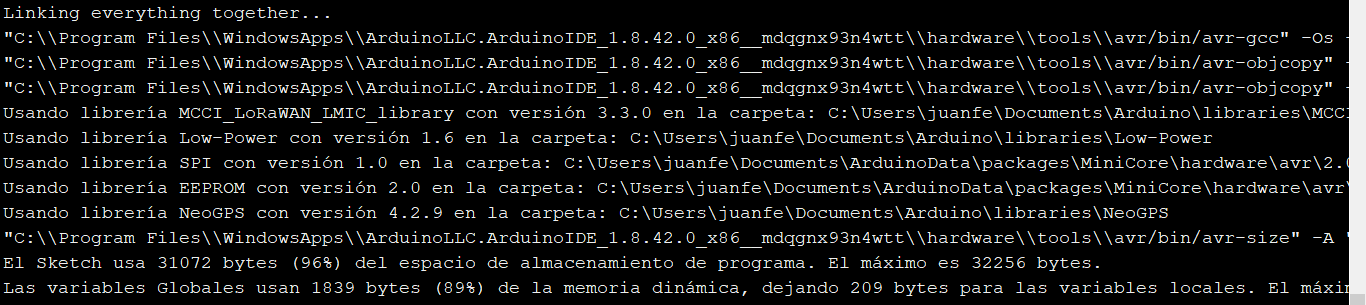 Linking everything together...
"C:\\Program Files\\WindowsApps\\ArduinoLLC.ArduinoIDE_1.8.42.0_x86__mdqgnx93n4wtt\\hardware\\tools\\avr/bin/avr-gcc" -Os -
"C:\\Program Files\\WindowsApps\\ArduinoLLC.ArduinoIDE_1.8.42.0_x86__mdqgnx93n4wtt\\hardware\\tools\\avr/bin/avr-objcopy" -
"C:\\Program Files\\WindowsApps\\ArduinoLLC.ArduinoIDE_1.8.42.0_x86__mdqgnx93n4wtt\\hardware\\tools\\avr/bin/avr-objcopy" -
Usando librería MCCI_LoRaWAN_LMIC_library con versión 3.3.0 en la carpeta: C:\Users\juanfe\Documents\Arduino\libraries\MCCI
Usando librería Low-Power con versión 1.6 en la carpeta: C:\Users\juanfe\Documents\Arduino\libraries\Low-Power
Usando librería SPI con versión 1.0 en la carpeta: C:\Users\juanfe\Documents\ArduinoData\packages\MiniCore\hardware\avr\2.0
Usando librería EEPROM con versión 2.0 en la carpeta: C:\Users\juanfe\Documents\ArduinoData\packages\MiniCore\hardware\avr\
Usando librería NeoGPS con versión 4.2.9 en la carpeta: C:\Users\juanfe\Documents\Arduino\libraries\NeoGPS
"C:\\Program Files\\WindowsApps\\ArduinoLLC.ArduinoIDE_1.8.42.0_x86__mdqgnx93n4wtt\\hardware\\tools\\avr/bin/avr-size" -A "
El Sketch usa 31072 bytes (96%) del espacio de almacenamiento de programa. El máximo es 32256 bytes.
Las variables Globales usan 1839 bytes (89%) de la memoria dinámica, dejando 209 bytes para las variables locales. El máxim